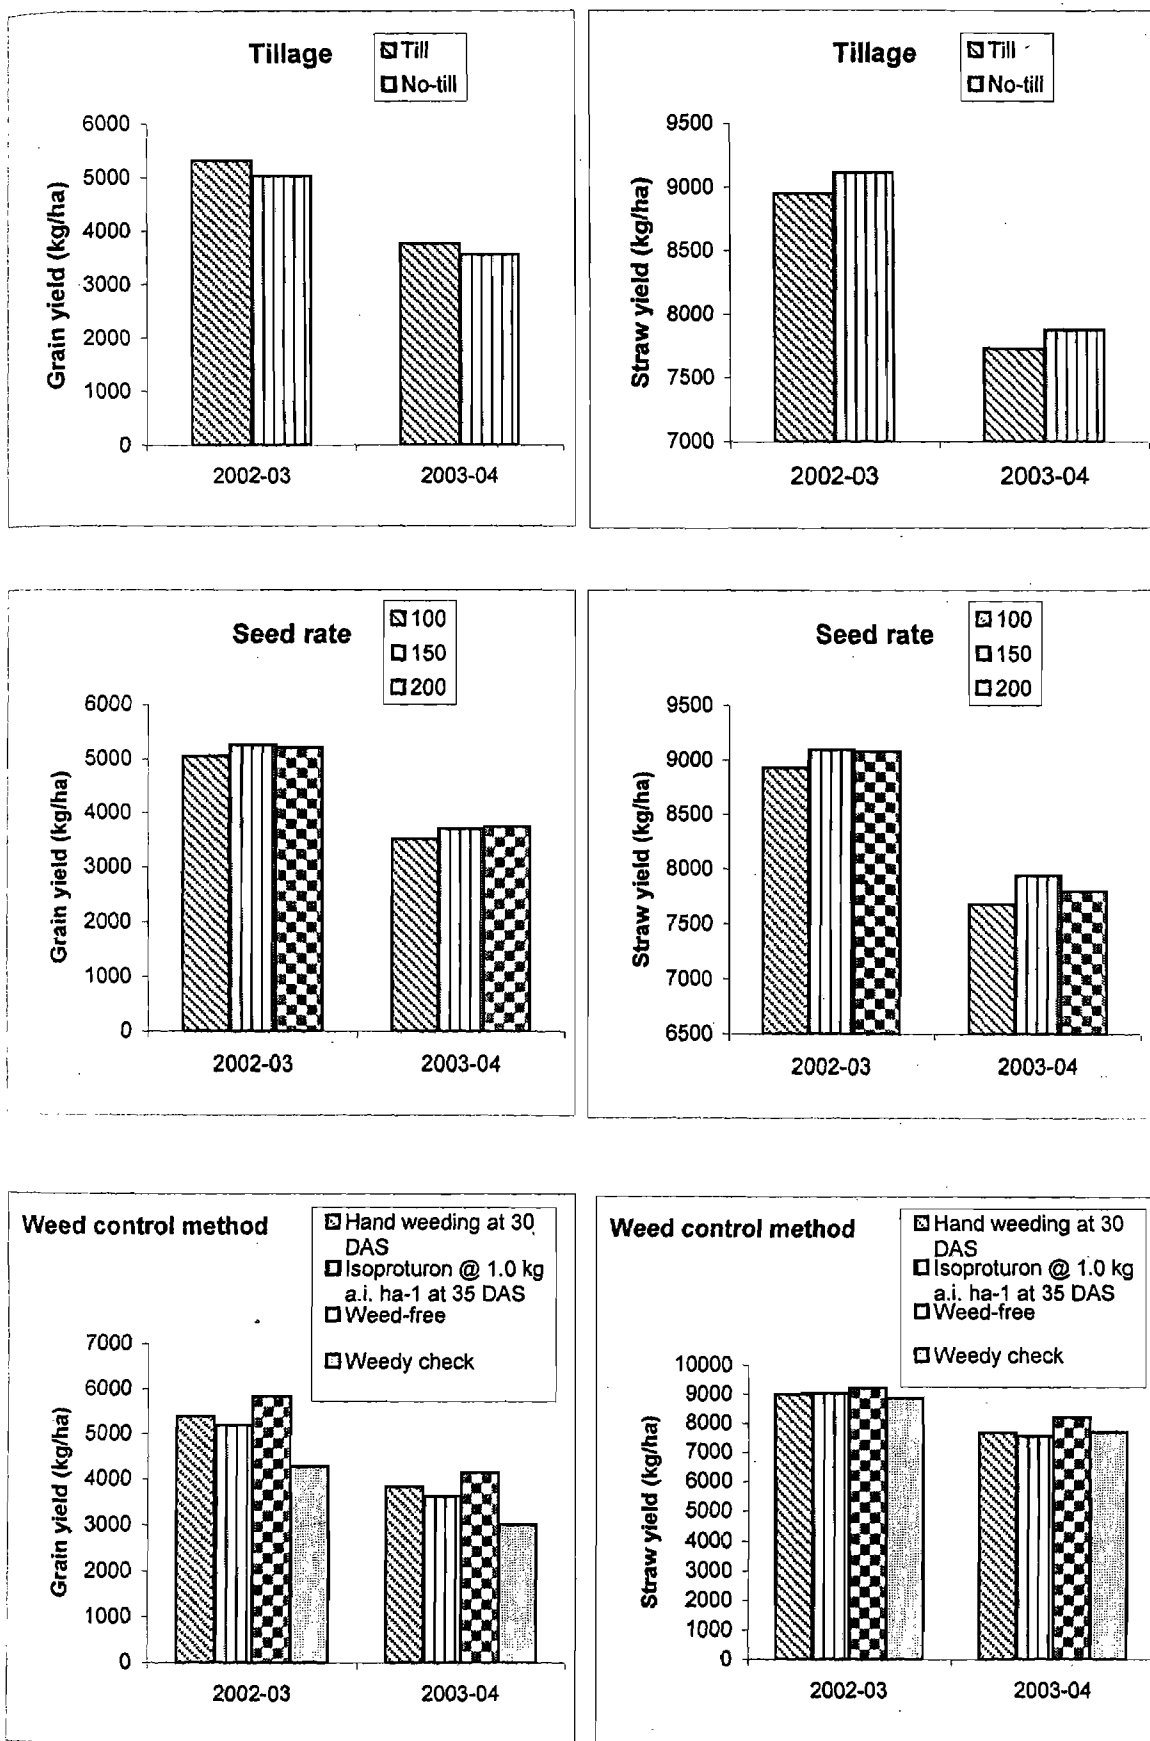 Tillage
Till
No-till
6000
5000
4000
3000
2000
1000
0
Grain yield (kg/ha)
2002-03
2003-04
Tillage
Till
No-till
9500
9000
8500
8000
7500
7000
Straw yield (kg/ha)
2002-03
2003-04
Seed rate
100
150
200
6000
5000
4000
3000
2000
1000
0
Grain yield (kg/ha)
2002-03
2003-04
Seed rate
100
150
200
9500
9000
8500
8000
7500
7000
6500
Straw yield (kg/ha)
2002-03
2003-04
Weed control method
Hand weeding at 30
DAS
Isoproturon @ 1.0 kg
a.i. ha-1 at 35 DAS
Weed-free
Weedy check
7000
6000
5000
4000
3000
2000
1000
0
Grain yield (kg/ha)
2002-03
2003-04
Weed control method
Hand weeding at 30
DAS
Isoproturon @ 1.0 kg
a.i. ha-1 at 35 DAS
Weed-free
Weedy check
10000
9000
8000
7000
6000
5000
4000
3000
2000
1000
0
Straw yield (kg/ha)
2002-03
2003-04